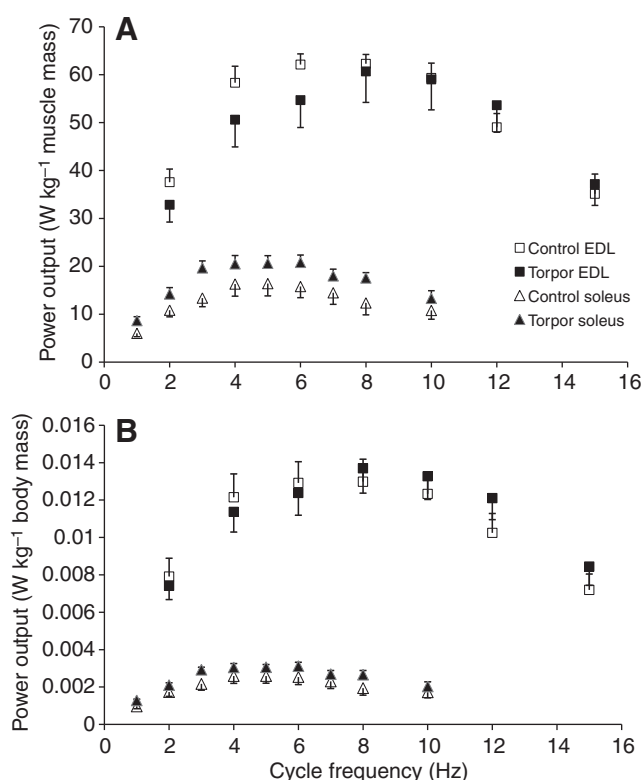 A
70
60
50
40
30
20
10
0
Power output (W kg⁻¹ muscle mass)
Control EDL
Torpor EDL
Control soleus
Torpor soleus
2 4 6 8 10 12 14 16
B
0.016
0.014
0.012
0.01
0.008
0.006
0.004
0.002
0
Power output (W kg⁻¹ body mass)
0 2 4 6 8 10 12 14 16
Cycle frequency (Hz)